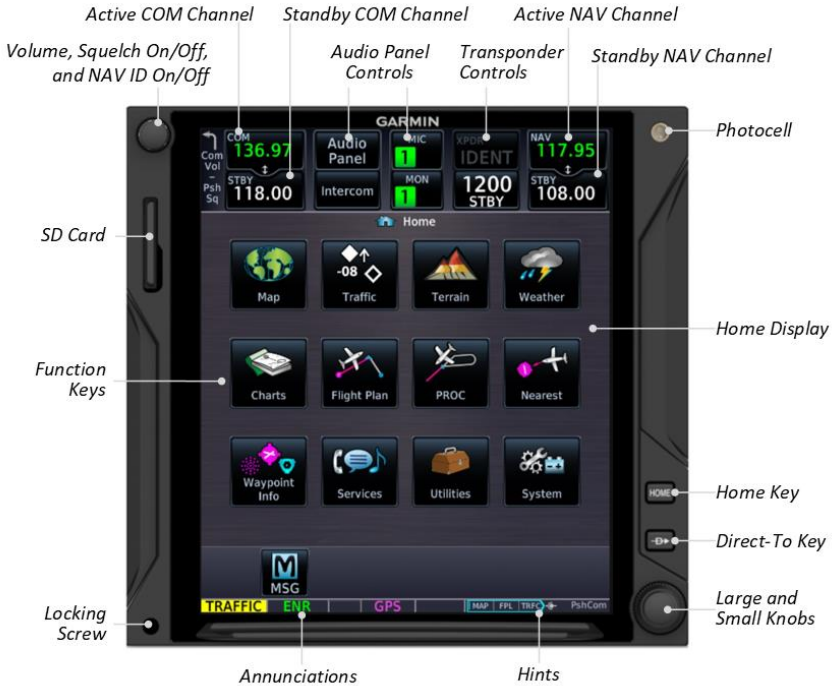 Active COM Channel
Standby COM Channel
Active NAV Channel
Volume, Squelch On/Off,
and NAV ID On/Off
Audio Panel
Controls
Transponder
Controls
Standby NAV Channel
GARMIN
Photocell
Com
Vol
–
Psh
Sq
COM
136.97
STBY
118.00
Audio
Panel
Intercom
MIC
1
MON
1
XPDR
IDENT
1200
STBY
NAV
117.95
STBY
108.00
Home
SD Card
Map
-08
Traffic
Terrain
Weather
Home Display
Function
Keys
Charts
Flight Plan
PROC
Nearest
Waypoint
Info
Services
Utilities
System
HOME
Home Key
Direct-To Key
MSG
TRAFFIC
ENR
GPS
MAP
FPL
TRFC
PshCom
Large and
Small Knobs
Locking
Screw
Annunciations
Hints